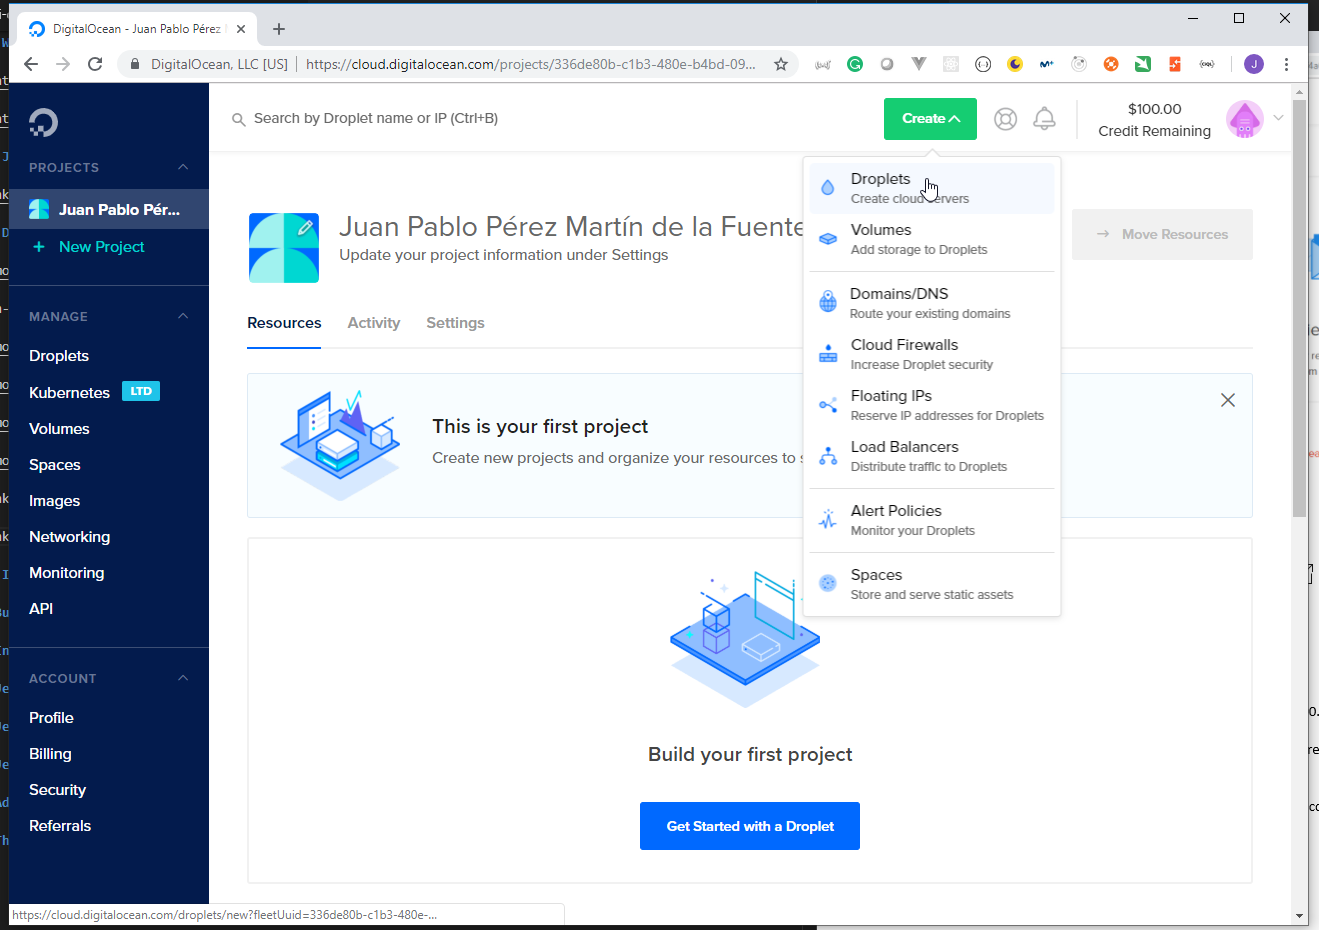 DigitalOcean - Juan Pablo Pérez
DigitalOcean, LLC [US]
https://cloud.digitalocean.com/projects/336de80b-c1b3-480e-b4bd-09...
Search by Droplet name or IP (Ctrl+B)
Create
$100.00
Credit Remaining
PROJECTS
Juan Pablo Pér...
+ New Project
MANAGE
Droplets
Kubernetes LTD
Volumes
Spaces
Images
Networking
Monitoring
API
ACCOUNT
Profile
Billing
Security
Referrals
Juan Pablo Pérez Martín de la Fuente
Update your project information under Settings
Move Resources
Resources Activity Settings
This is your first project
Create new projects and organize your resources to
Droplets
Create cloud servers
Volumes
Add storage to Droplets
Domains/DNS
Route your existing domains
Cloud Firewalls
Increase Droplet security
Floating IPs
Reserve IP addresses for Droplets
Load Balancers
Distribute traffic to Droplets
Alert Policies
Monitor your Droplets
Spaces
Store and serve static assets
Build your first project
Get Started with a Droplet
https://cloud.digitalocean.com/droplets/new?fleetUuid=336de80b-c1b3-480e-...